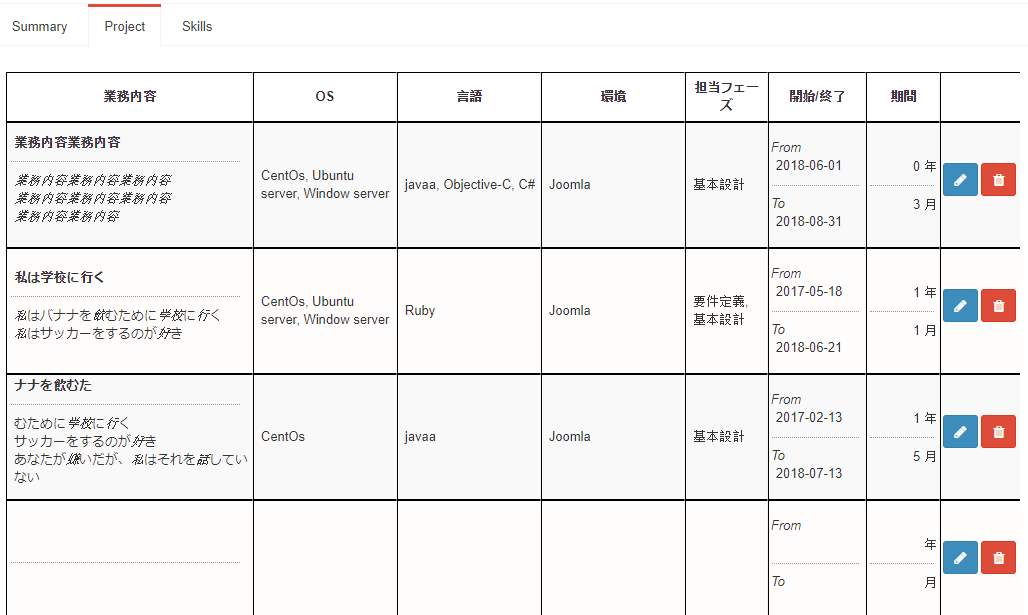 Summary Project Skills
業務内容 OS 言語 環境 担当フェー 開始/終了 期間
ズ
業務内容業務内容
業務内容業務内容業務内容
業務内容業務内容業務内容
業務内容業務内容
CentOs, Ubuntu
server, Window server
javaa, Objective-C, C#
Joomla
基本設計
From
2018-06-01
To
2018-08-31
0 年
3 月
私は学校に行く
私はバナナを飲むために学校に行く
私はサッカーをするのが好き
CentOs, Ubuntu
server, Window server
Ruby
Joomla
要件定義,
基本設計
From
2017-05-18
To
2018-06-21
1 年
1 月
ナナを飲むた
むために学校に行く
サッカーをするのが好き
あなたが嫌いだが、私はそれを話してい
ない
CentOs
javaa
Joomla
基本設計
From
2017-02-13
To
2018-07-13
1 年
5 月
From
To
年
月